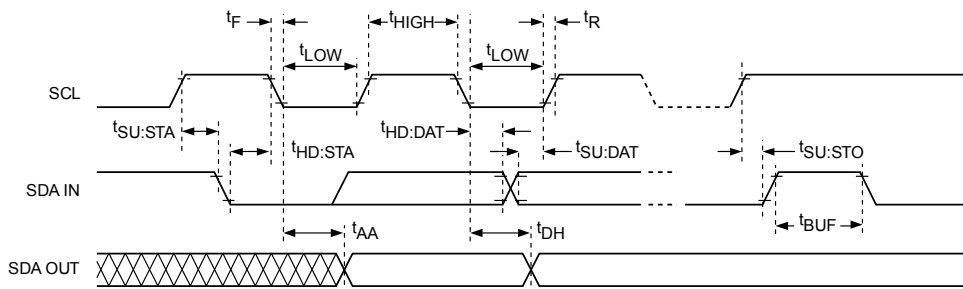 tF
tHIGH
tR
tLOW
tLOW
SCL
tSU:STA
tHD:STA
tHD:DAT
tSU:DAT
tSU:STO
SDA IN
tBUF
tAA
tDH
SDA OUT